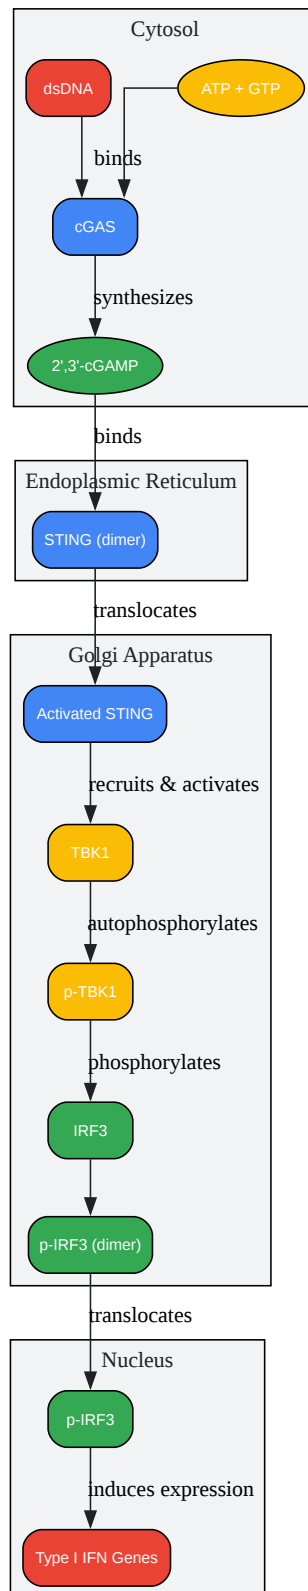 Cytosol
dsDNA
ATP + GTP
binds
cGAS
synthesizes
2',3'-cGAMP
binds
Endoplasmic Reticulum
STING (dimer)
translocates
Golgi Apparatus
Activated STING
recruits & activates
TBK1
autophosphorylates
p-TBK1
phosphorylates
IRF3
p-IRF3 (dimer)
translocates
Nucleus
p-IRF3
induces expression
Type I IFN Genes